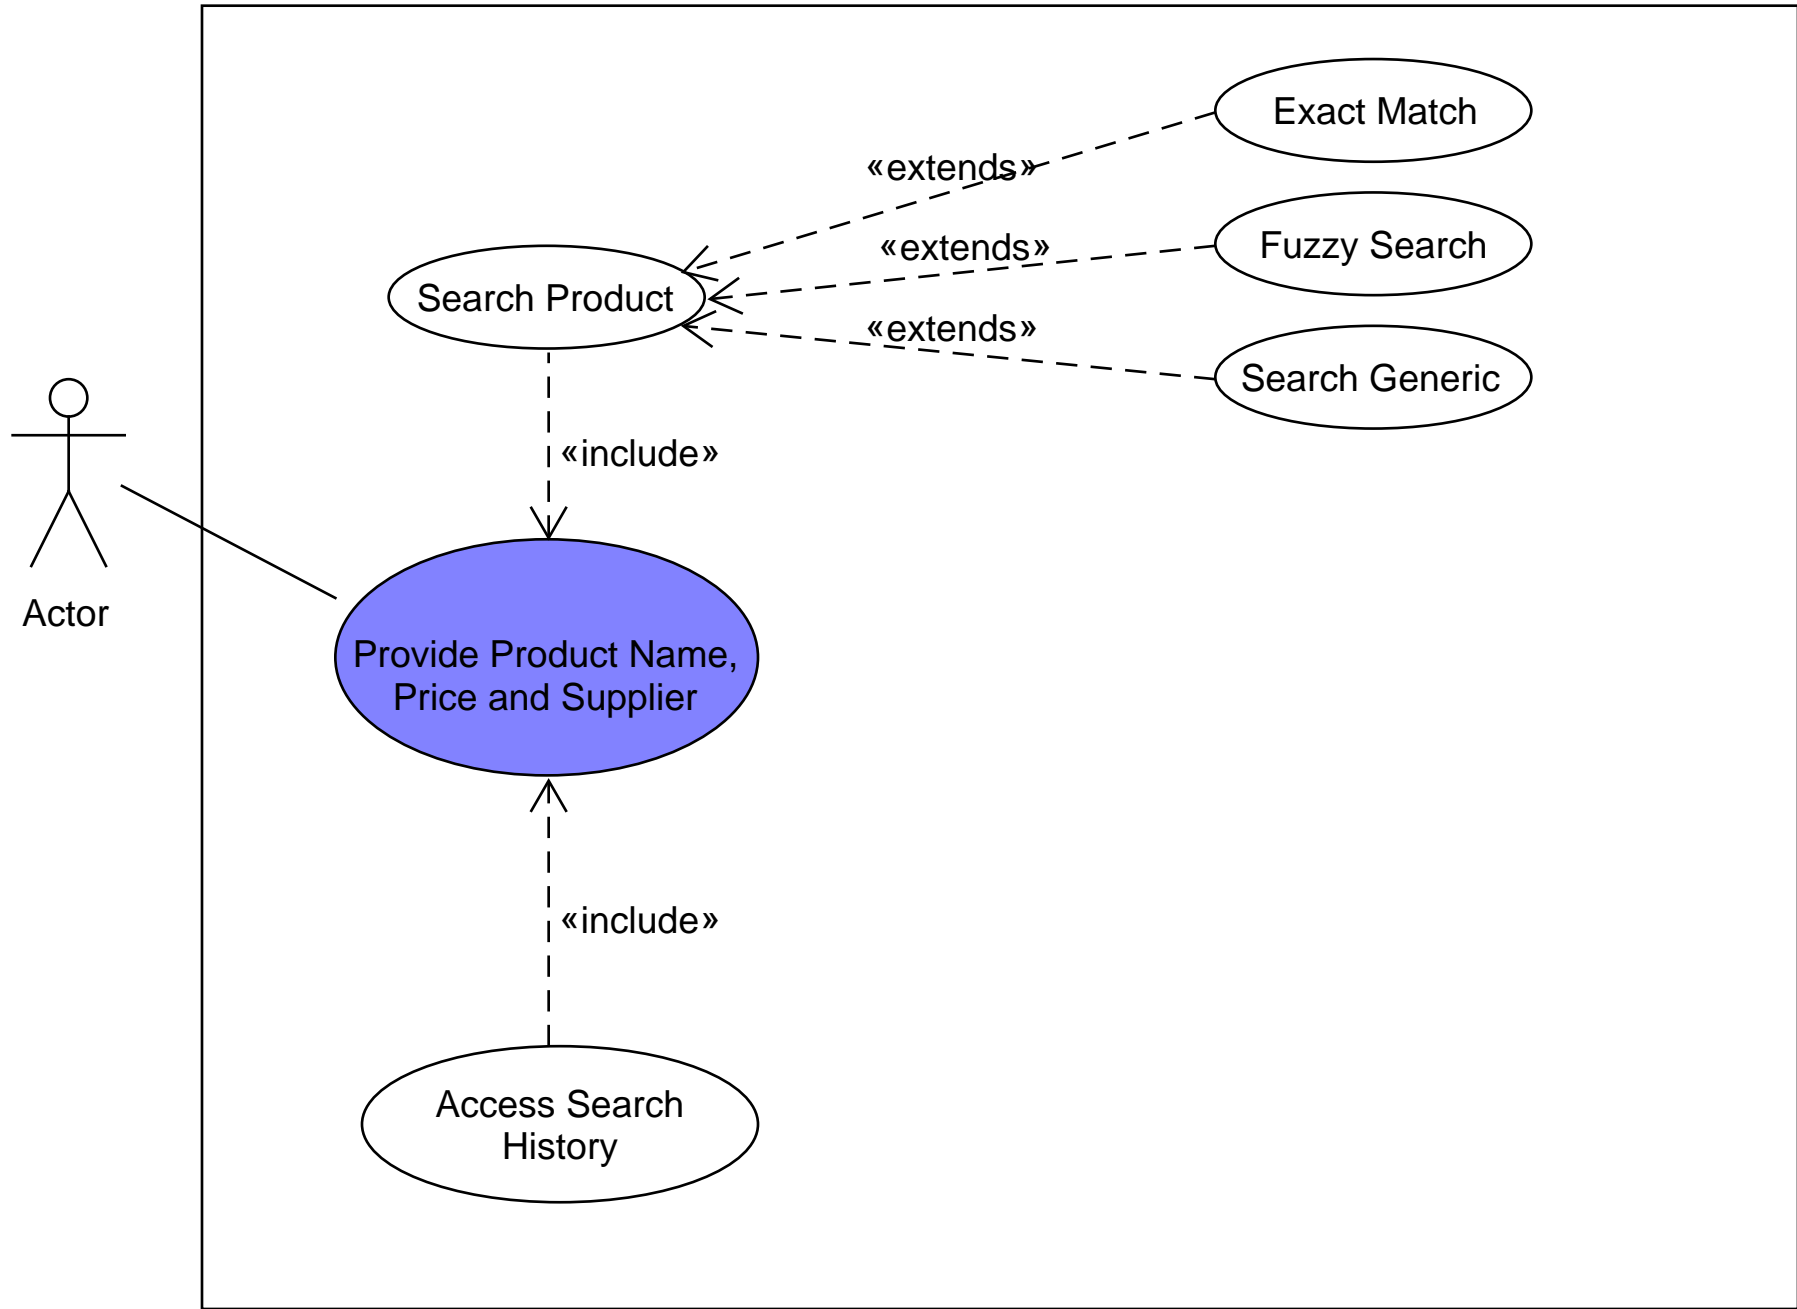 Exact Match
«extends»
Fuzzy Search
«extends»
Search Product
«extends»
Search Generic
«include»
Actor
Provide Product Name,
Price and Supplier
«include»
Access Search
History